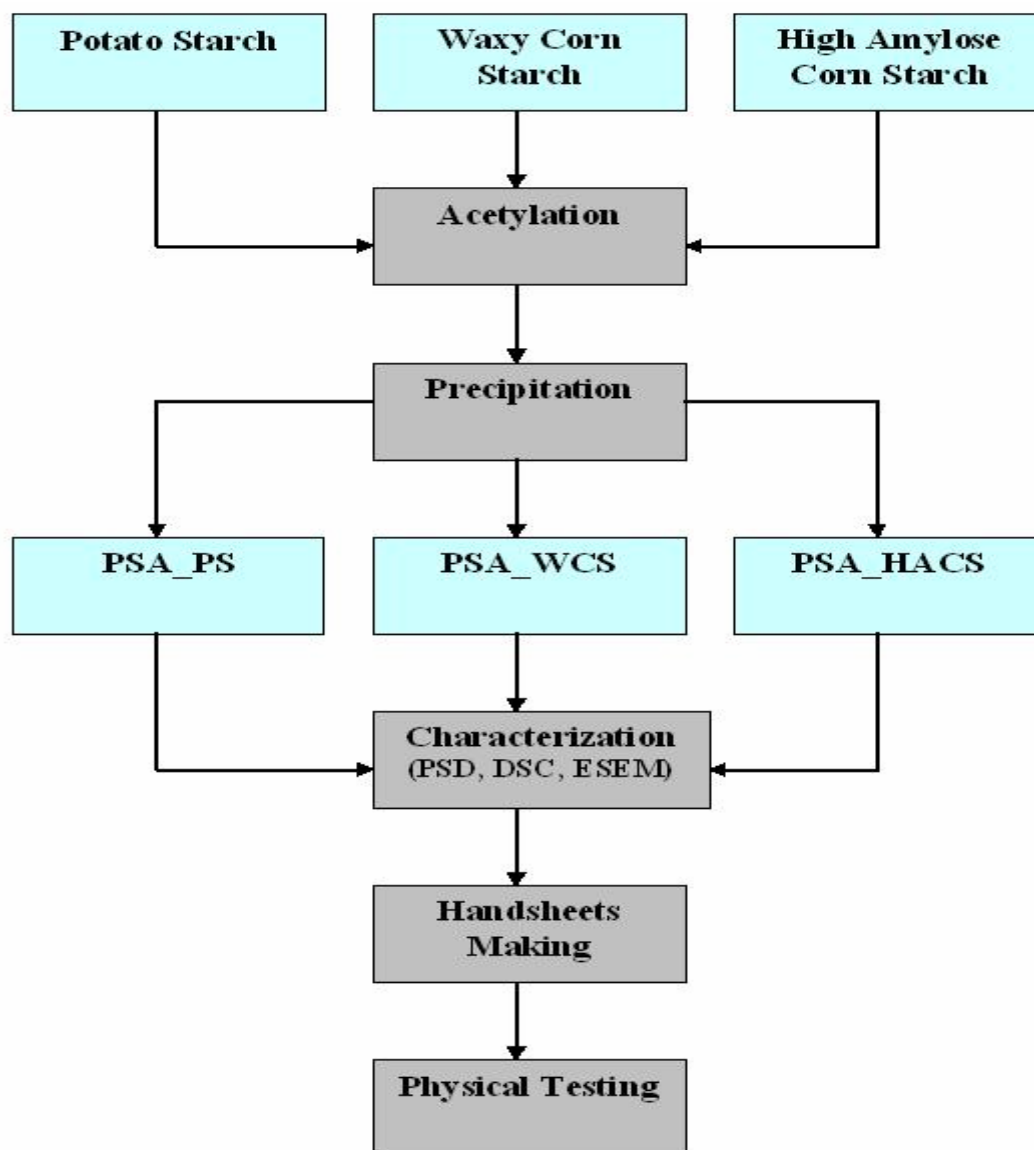 Potato Starch
Waxy Corn
Starch
High Amylose
Corn Starch
Acetylation
Precipitation
PSA_PS
PSA_WCS
PSA_HACS
Characterization
(PSD, DSC, ESEM)
Handsheets
Making
Physical Testing